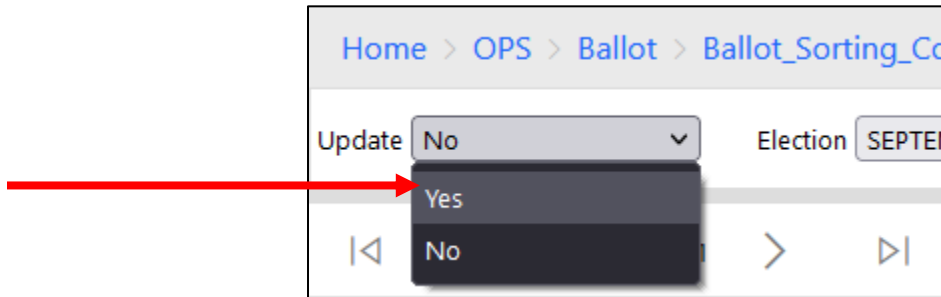 Home > OPS > Ballot > Ballot_Sorting_Co
Update No Election SEPTE
Yes
No